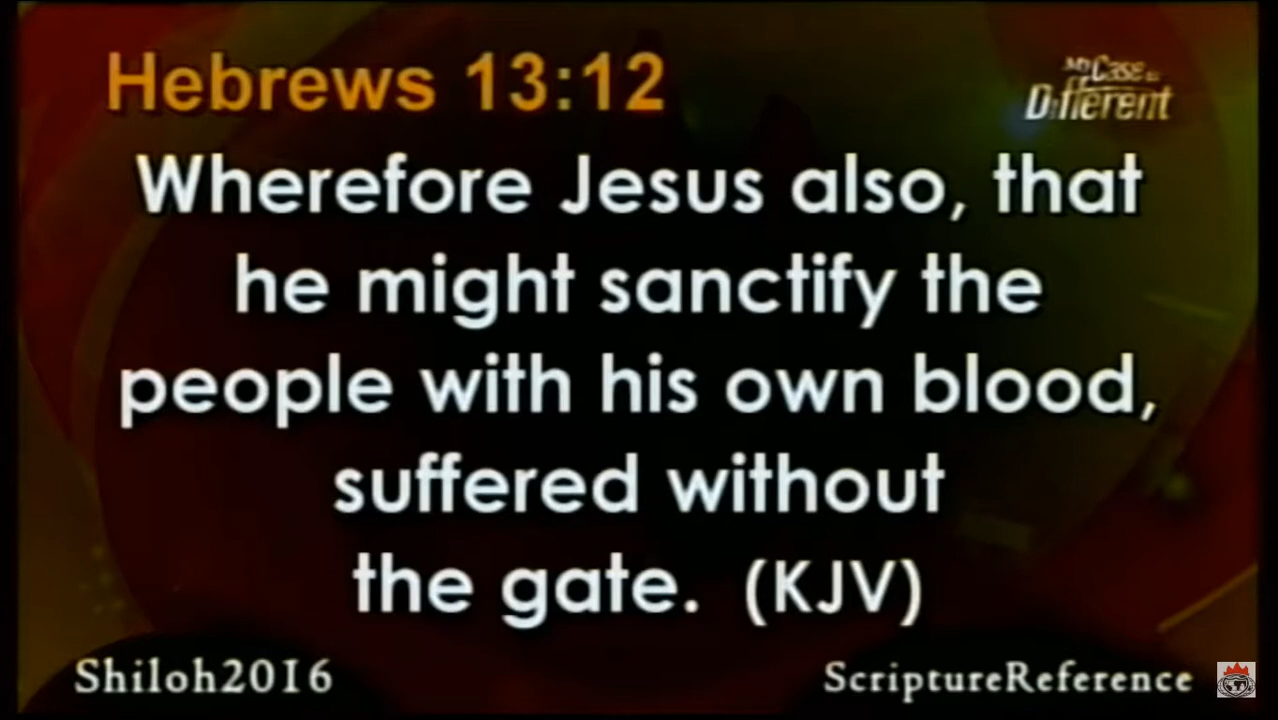 Hebrews 13:12
My Case is
Different
Wherefore Jesus also, that
he might sanctify the
people with his own blood,
suffered without
the gate. (KJV)
Shiloh2016
ScriptureReference